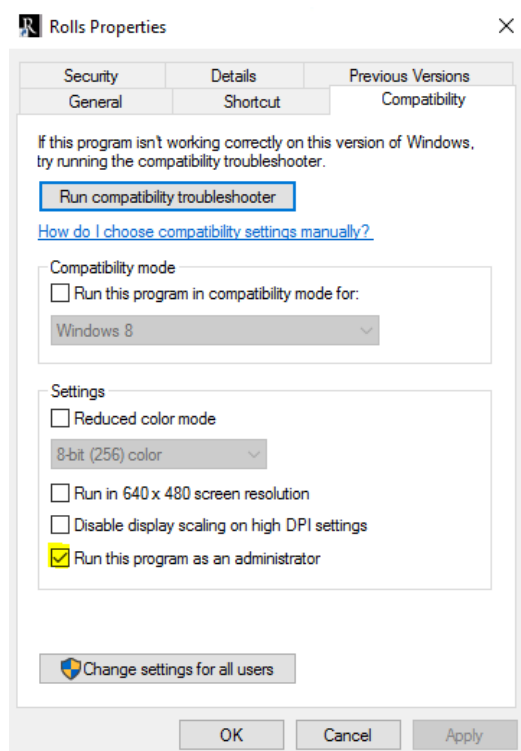 R Rolls Properties
Security Details Previous Versions
General Shortcut Compatibility
If this program isn't working correctly on this version of Windows,
try running the compatibility troubleshooter.
Run compatibility troubleshooter
How do I choose compatibility settings manually?
Compatibility mode
Run this program in compatibility mode for:
Windows 8
Settings
Reduced color mode
8-bit (256) color
Run in 640 x 480 screen resolution
Disable display scaling on high DPI settings
Run this program as an administrator
Change settings for all users
OK Cancel Apply